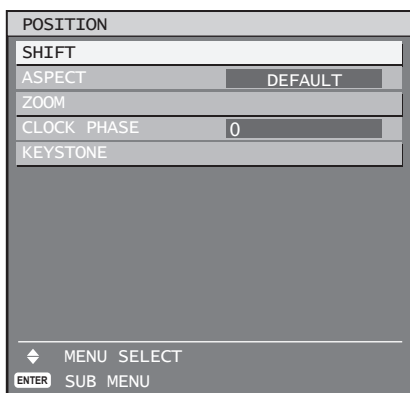 POSITION
SHIFT
ASPECT DEFAULT
ZOOM
CLOCK PHASE 0
KEYSTONE
MENU SELECT
ENTER SUB MENU